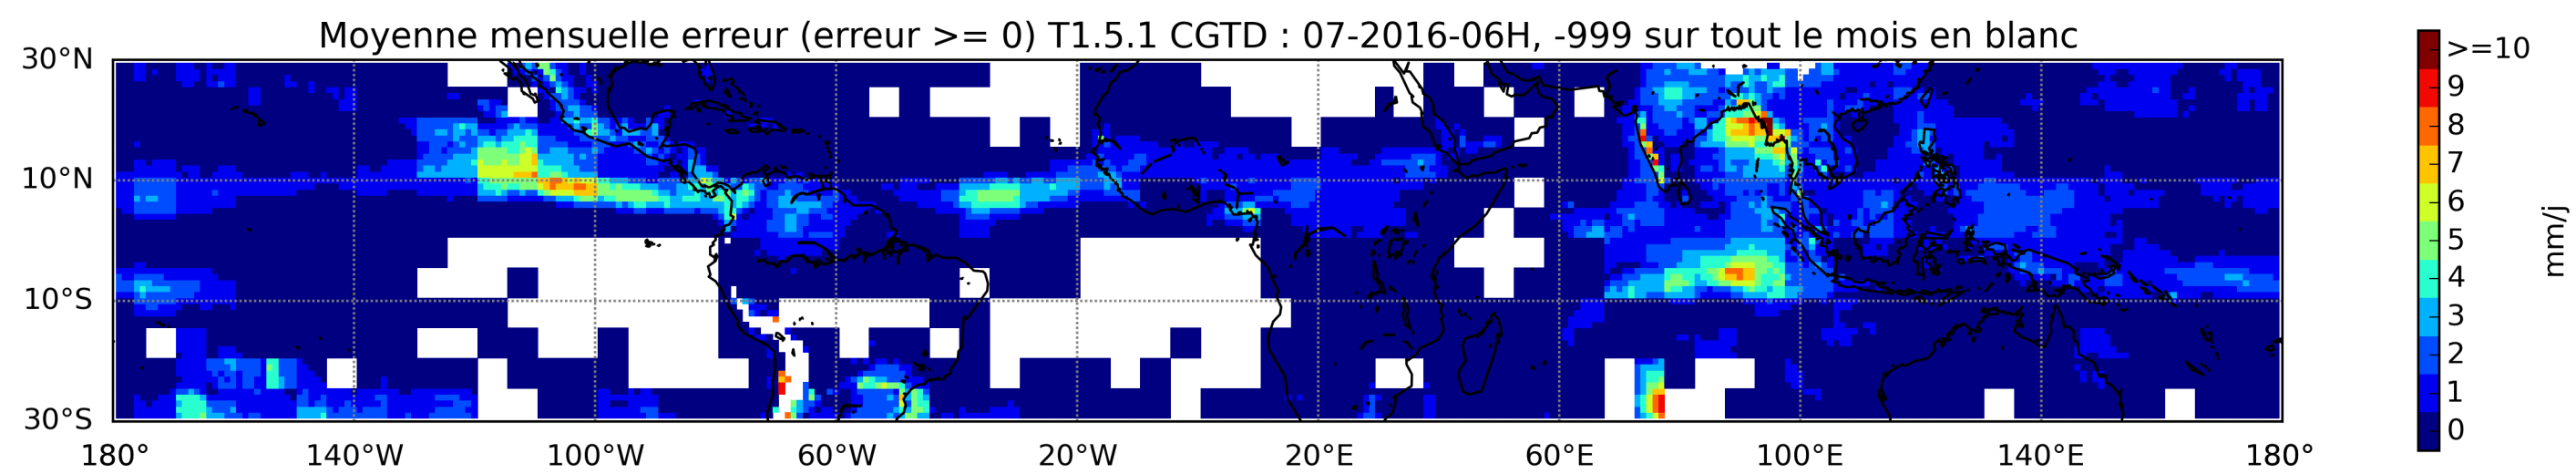 Moyenne mensuelle erreur (erreur >= 0) T1.5.1 CGTD : 07-2016-06H, -999 sur tout le mois en blanc
30°N
10°N
10°S
30°S
180° 140°W 100°W 60°W 20°W 20°E 60°E 100°E 140°E 180°
>=10
9
8
7
6
5
4
3
2
1
0
mm/j